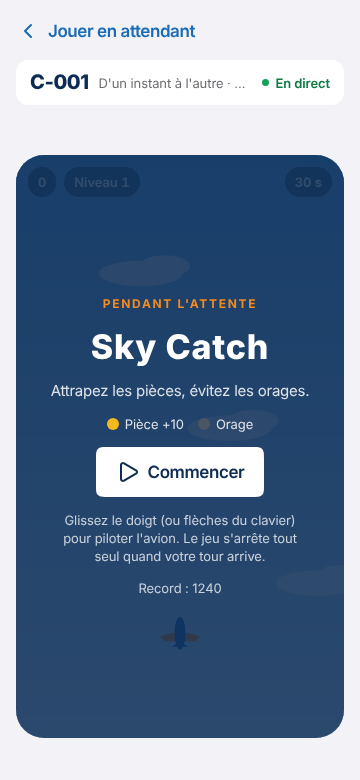 Jouer en attendant
C-001 D'un instant à l'autre · ... En direct
0 Niveau 1 30 s
PENDANT L'ATTENTE
Sky Catch
Attrapez les pièces, évitez les orages.
Pièce +10 Orage
Commencer
Glissez le doigt (ou flèches du clavier)
pour piloter l'avion. Le jeu s'arrête tout
seul quand votre tour arrive.
Record : 1240